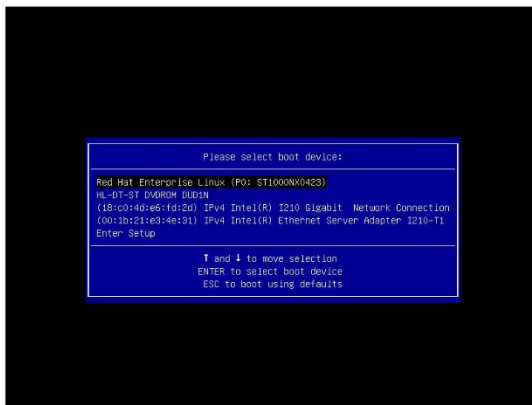 Please select boot device:
Red Hat Enterprise Linux (P0: ST1000NX0423)
HL-DT-ST DVDROM DUD1N
(18:c0:4d:e6:fd:2d) IPv4 Intel(R) I210 Gigabit  Network Connection
(00:1b:21:e3:4e:31) IPv4 Intel(R) Ethernet Server Adapter I210-T1
Enter Setup
↑ and ↓ to move selection
ENTER to select boot device
ESC to boot using defaults